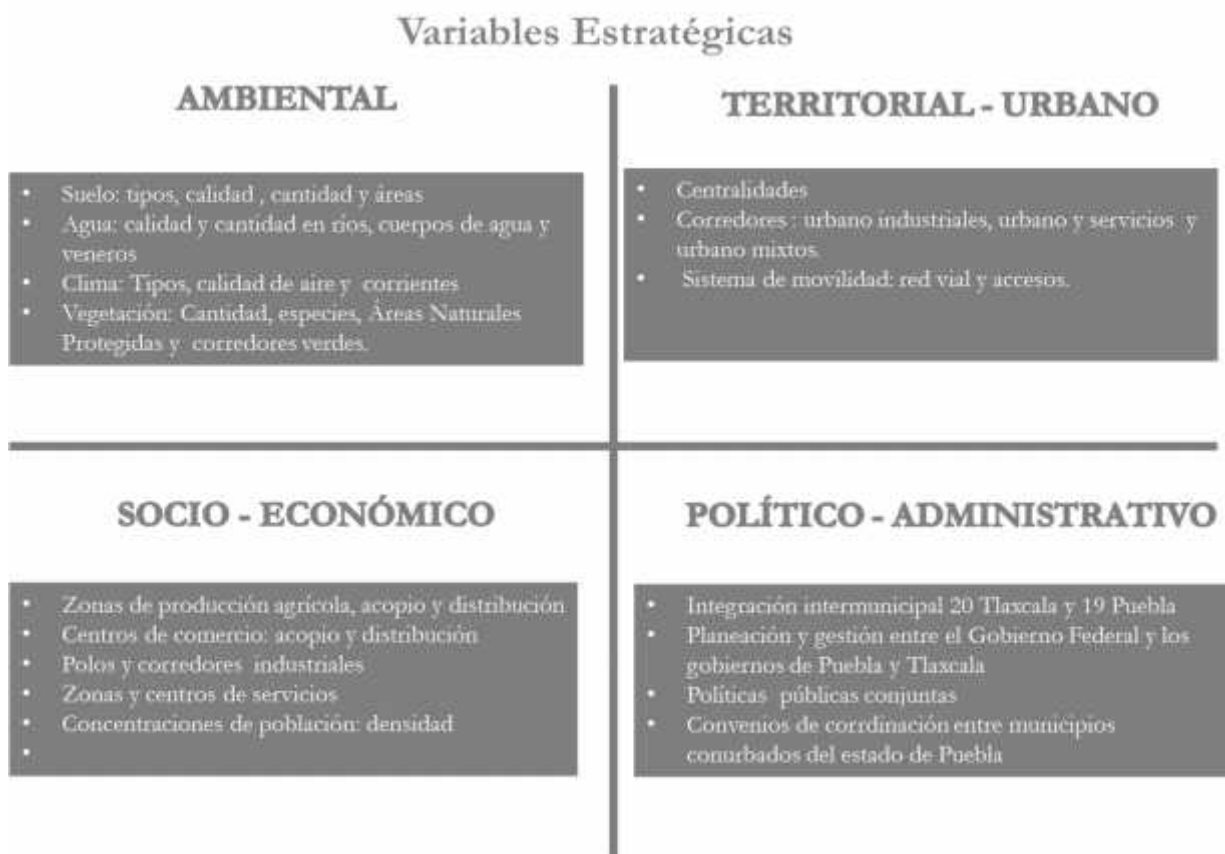 Variables Estratégicas
AMBIENTAL
• Suelo: tipos, calidad , cantidad y áreas
• Agua: calidad y cantidad en ríos, cuerpos de agua y
veneros
• Clima: Tipos, calidad de aire y corrientes
• Vegetación: Cantidad, especies, Áreas Naturales
Protegidas y corredores verdes.
TERRITORIAL - URBANO
• Centralidades
• Corredores : urbano industriales, urbano y servicios y
urbano mixtos.
• Sistema de movilidad: red vial y accesos.
SOCIO - ECONÓMICO
• Zonas de producción agrícola, acopio y distribución
• Centros de comercio: acopio y distribución
• Polos y corredores industriales
• Zonas y centros de servicios
• Concentraciones de población: densidad
•
POLÍTICO - ADMINISTRATIVO
• Integración intermunicipal 20 Tlaxcala y 19 Puebla
• Planeación y gestión entre el Gobierno Federal y los
gobiernos de Puebla y Tlaxcala
• Políticas públicas conjuntas
• Convenios de corrdinación entre municipios
conurbados del estado de Puebla